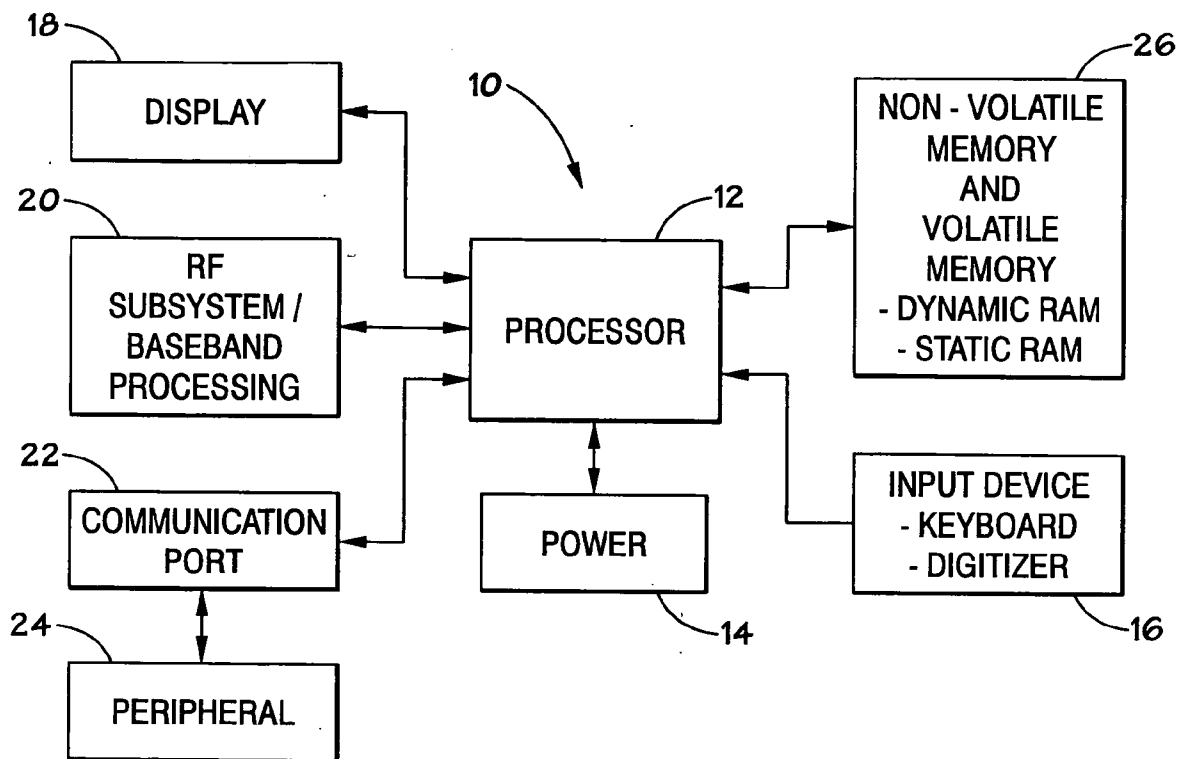 18
DISPLAY
20
RF
SUBSYSTEM /
BASEBAND
PROCESSING
22
COMMUNICATION
PORT
24
PERIPHERAL
10
12
PROCESSOR
POWER
14
26
NON - VOLATILE
MEMORY
AND
VOLATILE
MEMORY
- DYNAMIC RAM
- STATIC RAM
INPUT DEVICE
- KEYBOARD
- DIGITIZER
16